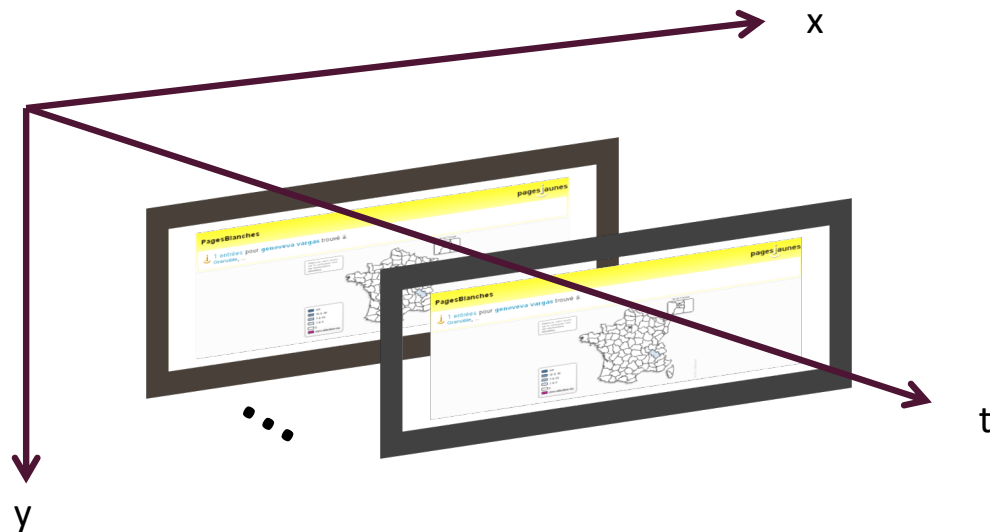 x
pagesjaunes
PagesBlanches
1 entrées pour genoveva vargas trouvé à
Grenoble, ...
pagesjaunes
PagesBlanches
1 entrées pour genoveva vargas trouvé à
Grenoble, ...
t
y